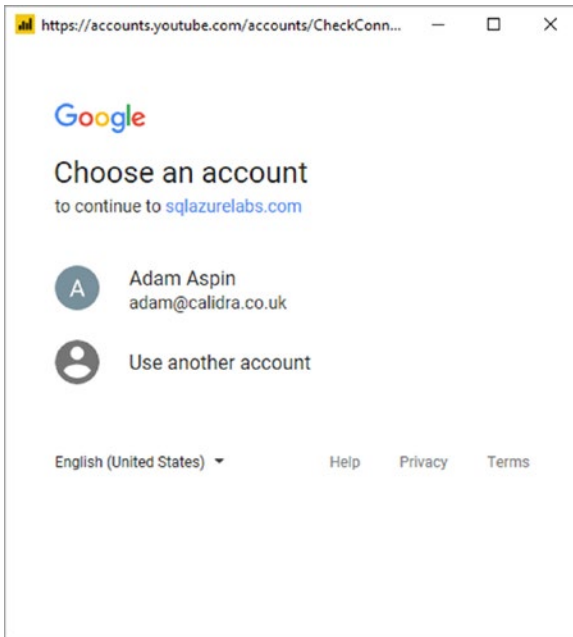 https://accounts.youtube.com/accounts/CheckConn...
Google
Choose an account
to continue to sqlazurelabs.com
A
Adam Aspin
adam@calidra.co.uk
Use another account
English (United States)
Help Privacy Terms